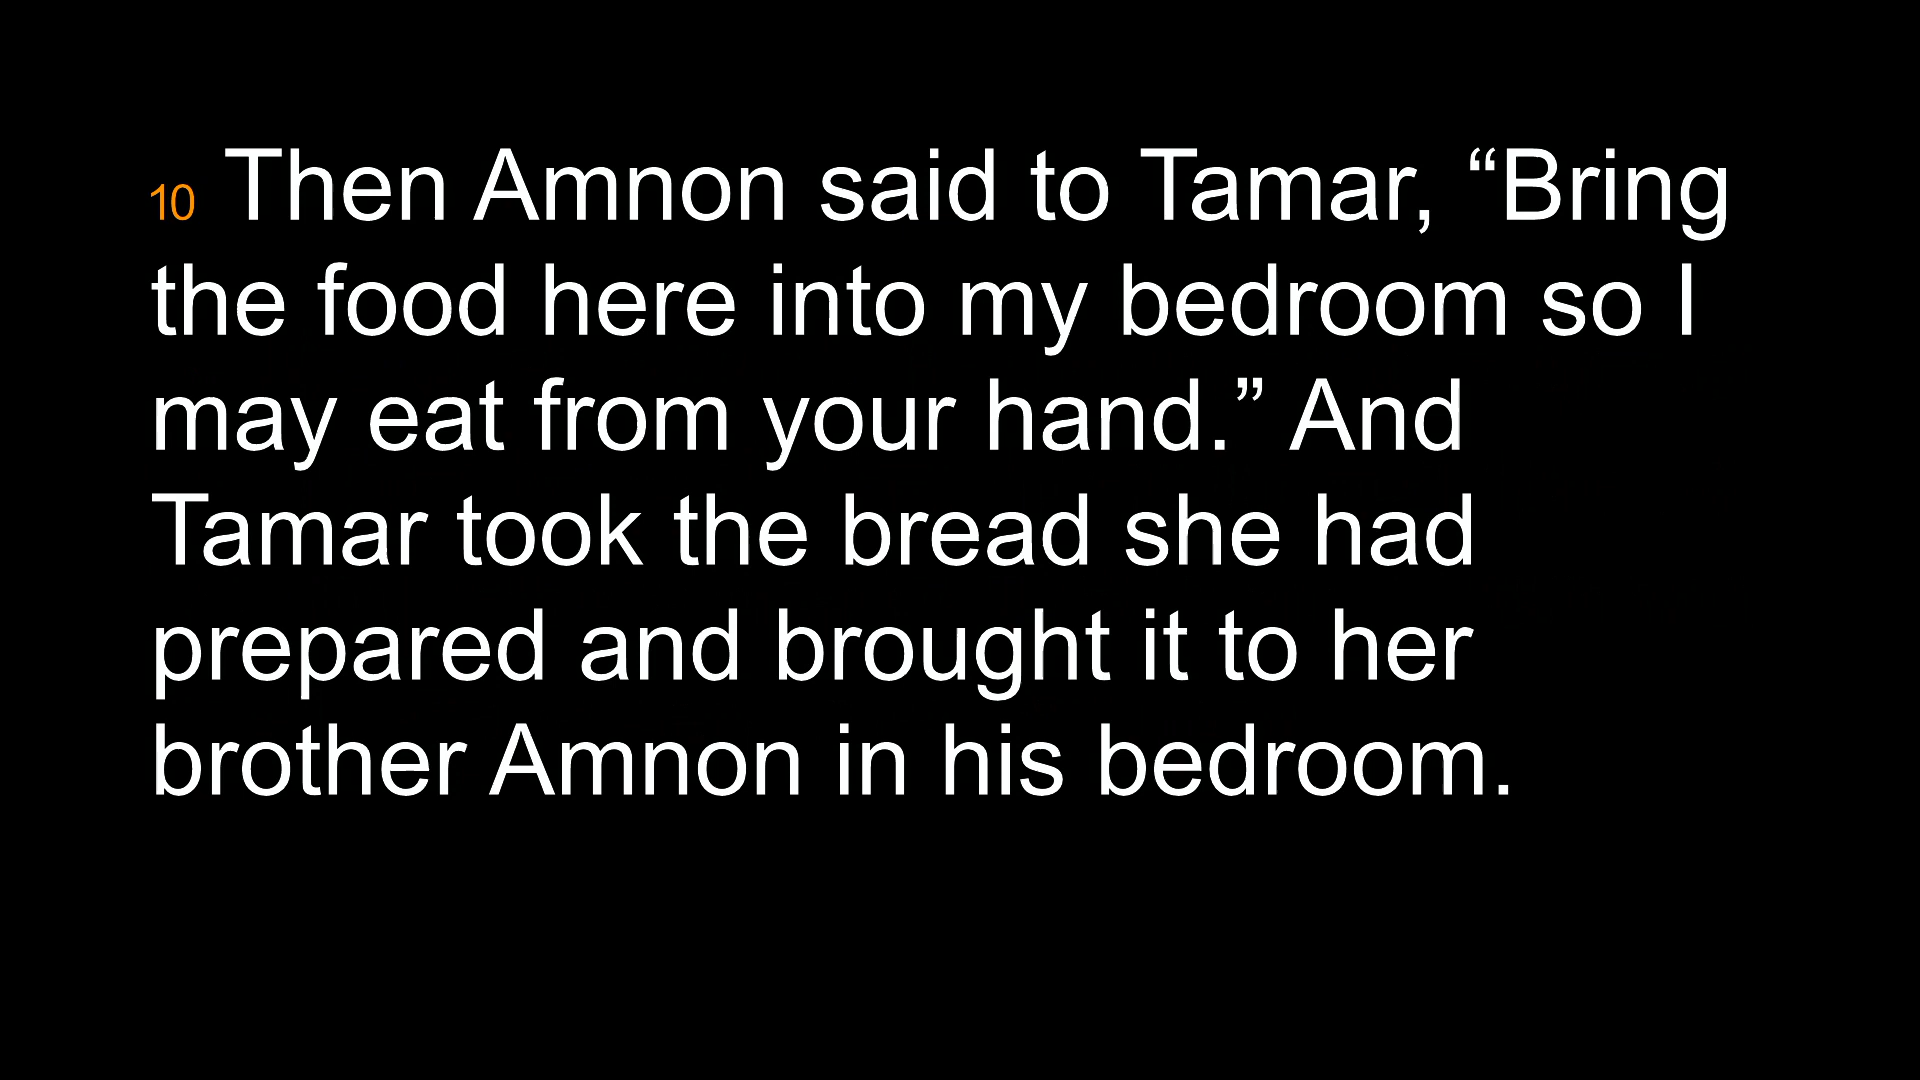 10 Then Amnon said to Tamar, “Bring
the food here into my bedroom so I
may eat from your hand.” And
Tamar took the bread she had
prepared and brought it to her
brother Amnon in his bedroom.